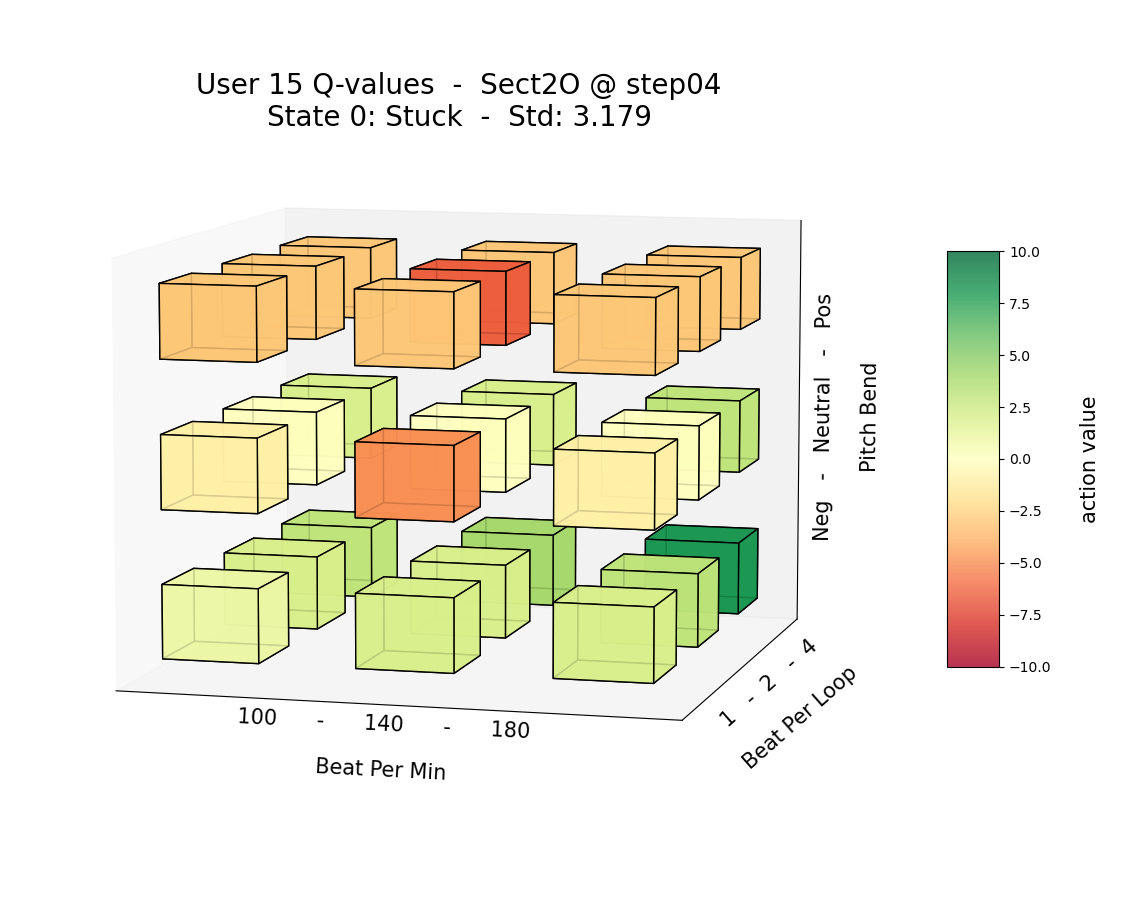 User 15 Q-values - Sect2O @ step04
State 0: Stuck - Std: 3.179
Neg - Neutral - Pos
Pitch Bend
100 - 140 - 180
Beat Per Min
1 - 2 - 4
Beat Per Loop
10.0
7.5
5.0
2.5
0.0
−2.5
−5.0
−7.5
−10.0
action value